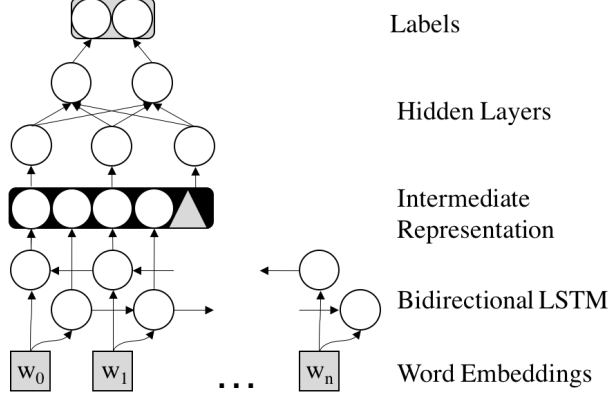 Labels
Hidden Layers
Intermediate
Representation
Bidirectional LSTM
w0 w1 ... wn Word Embeddings